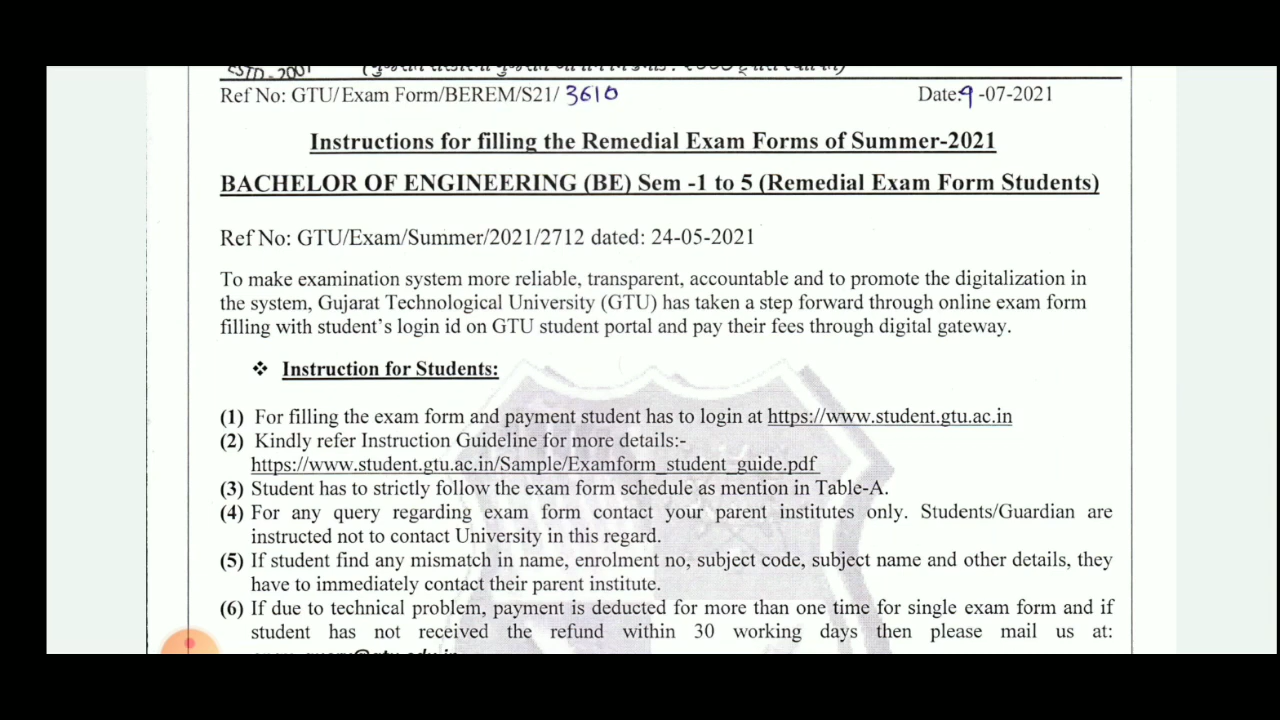 ESTD-2001
Ref No: GTU/Exam Form/BEREM/S21/ 3610 Date:9 -07-2021
Instructions for filling the Remedial Exam Forms of Summer-2021
BACHELOR OF ENGINEERING (BE) Sem -1 to 5 (Remedial Exam Form Students)
Ref No: GTU/Exam/Summer/2021/2712 dated: 24-05-2021
To make examination system more reliable, transparent, accountable and to promote the digitalization in
the system, Gujarat Technological University (GTU) has taken a step forward through online exam form
filling with student's login id on GTU student portal and pay their fees through digital gateway.
❖ Instruction for Students:
(1) For filling the exam form and payment student has to login at https://www.student.gtu.ac.in
(2) Kindly refer Instruction Guideline for more details:-
https://www.student.gtu.ac.in/Sample/Examform_student_guide.pdf
(3) Student has to strictly follow the exam form schedule as mention in Table-A.
(4) For any query regarding exam form contact your parent institutes only. Students/Guardian are
instructed not to contact University in this regard.
(5) If student find any mismatch in name, enrolment no, subject code, subject name and other details, they
have to immediately contact their parent institute.
(6) If due to technical problem, payment is deducted for more than one time for single exam form and if
student has not received the refund within 30 working days then please mail us at: